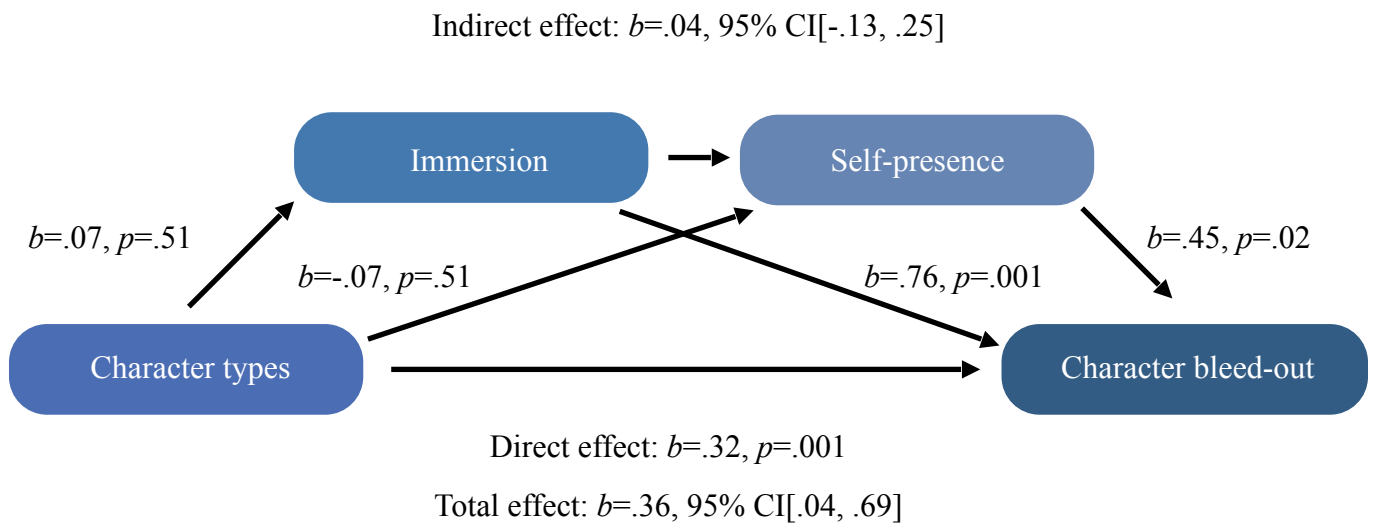 Indirect effect: b=.04, 95% CI[-.13, .25]
Immersion
Self-presence
b=.07, p=.51
b=-.07, p=.51
b=.76, p=.001
b=.45, p=.02
Character types
Character bleed-out
Direct effect: b=.32, p=.001
Total effect: b=.36, 95% CI[.04, .69]